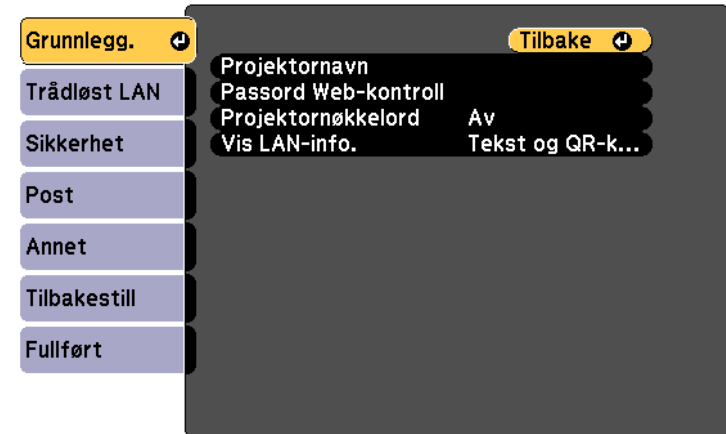 Grunnlegg.
Trådløst LAN
Sikkerhet
Post
Annet
Tilbakestill
Fullført
Tilbake
Projektornavn
Passord Web-kontroll
Projektornøkkelord Av
Vis LAN-info. Tekst og QR-k...